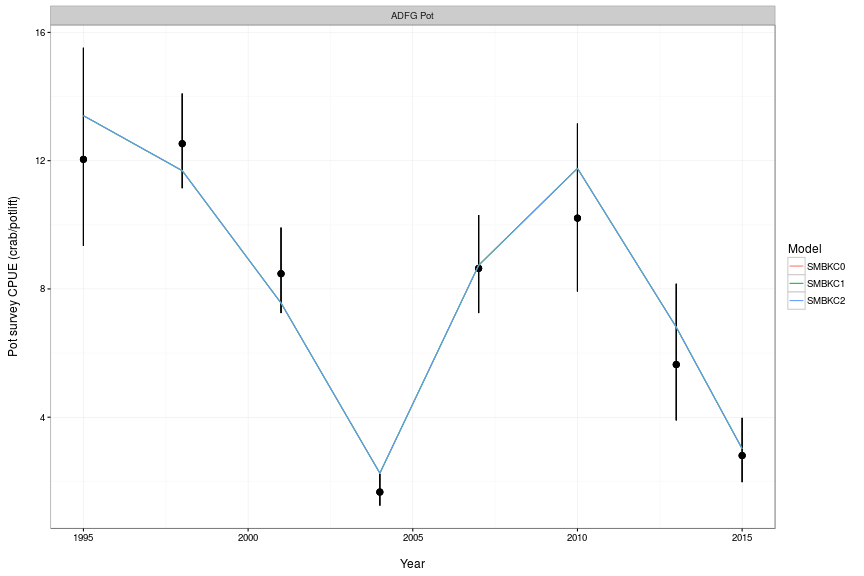 ADFG Pot
16
12
8
4
Pot survey CPUE (crab/potlift)
1995
2000
2005
2010
2015
Year
Model
SMBKC0
SMBKC1
SMBKC2